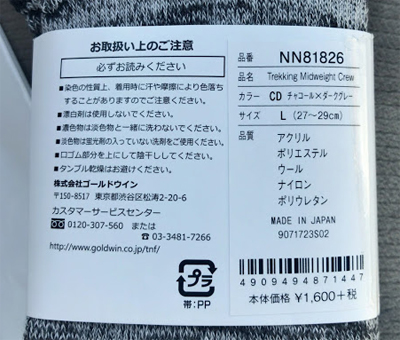 お取扱い上のご注意
必ずお読みください
■染色の性質上、着用時に汗や摩擦により色落ち
することがありますのでご注意ください。
■漂白剤は使用しないでください。
■濃色物は淡色物と一緒に洗わないでください。
■淡色物は蛍光剤の入っていない洗剤をご使用ください。
■口ゴム部分を上にして陰干ししてください。
■タンブル乾燥はお避けください。
株式会社ゴールドウイン
〒150-8517 東京都渋谷区松涛2-20-6
カスタマーサービスセンター
0120-307-560 または
03-3481-7266
www.goldwin.co.jp/tnf/
プラ
帯:PP
品番 NN81826
品名 Trekking Midweight Crew
カラー CD チャコール×ダークグレー
サイズ L (27~29cm)
品質 アクリル
ポリエステル
ウール
ナイロン
ポリウレタン
MADE IN JAPAN
9071723S02
4909494871447
本体価格 ¥1,600+税